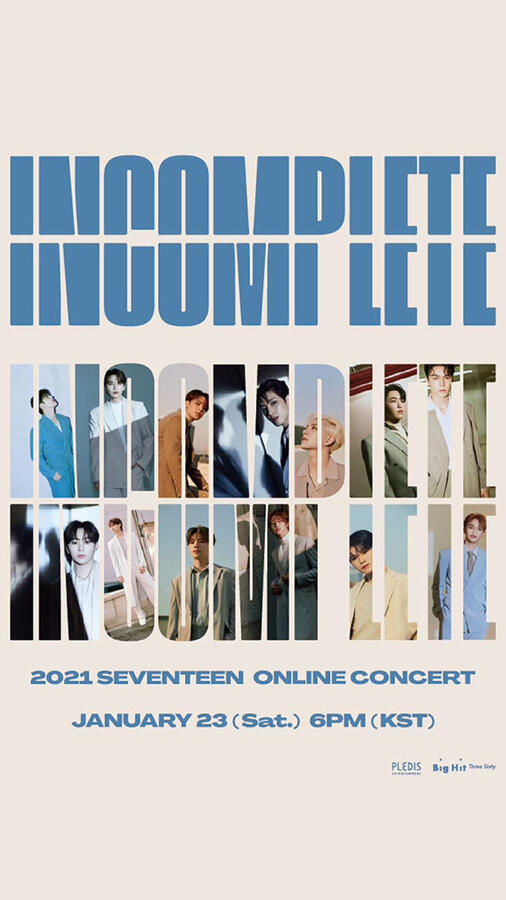 INCOMPLETE
INCOMPLETE
INCOMPLETE
INCOMPLETE
2021 SEVENTEEN ONLINE CONCERT
JANUARY 23 (Sat.) 6PM (KST)
PLEDIS
ENTERTAINMENT
Big Hit Three Sixty